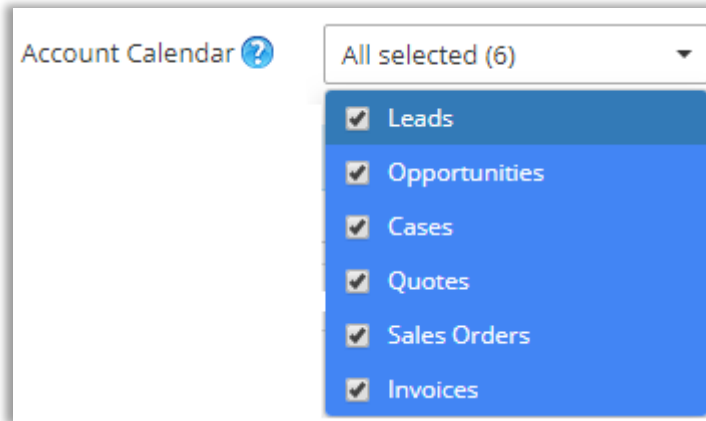 Account Calendar ?
All selected (6)
Leads
Opportunities
Cases
Quotes
Sales Orders
Invoices